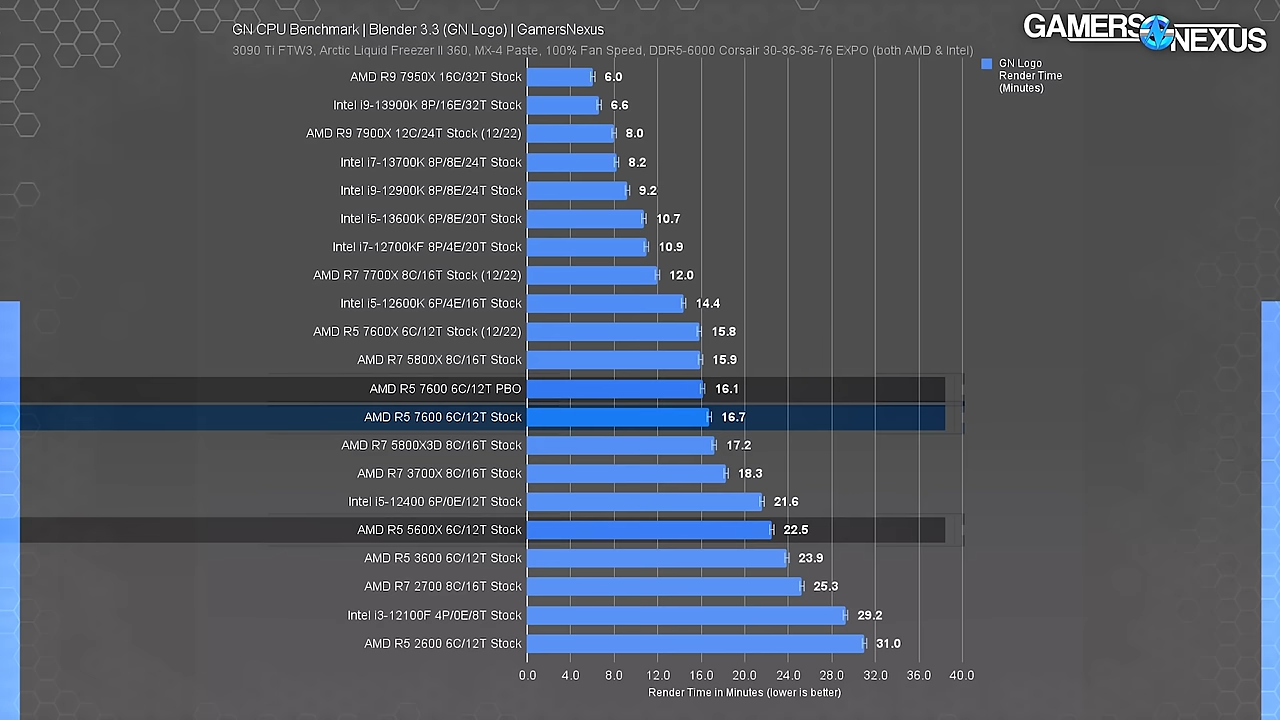 GN CPU Benchmark | Blender 3.3 (GN Logo) | GamersNexus
3090 Ti FTW3, Arctic Liquid Freezer II 360, MX-4 Paste, 100% Fan Speed, DDR5-6000 Corsair 30-36-36-76 EXPO (both AMD & Intel)
GAMERS NEXUS
GN Logo
Render Time
(Minutes)
AMD R9 7950X 16C/32T Stock 6.0
Intel i9-13900K 8P/16E/32T Stock 6.6
AMD R9 7900X 12C/24T Stock (12/22) 8.0
Intel i7-13700K 8P/8E/24T Stock 8.2
Intel i9-12900K 8P/8E/24T Stock 9.2
Intel i5-13600K 6P/8E/20T Stock 10.7
Intel i7-12700KF 8P/4E/20T Stock 10.9
AMD R7 7700X 8C/16T Stock (12/22) 12.0
Intel i5-12600K 6P/4E/16T Stock 14.4
AMD R5 7600X 6C/12T Stock (12/22) 15.8
AMD R7 5800X 8C/16T Stock 15.9
AMD R5 7600 6C/12T PBO 16.1
AMD R5 7600 6C/12T Stock 16.7
AMD R7 5800X3D 8C/16T Stock 17.2
AMD R7 3700X 8C/16T Stock 18.3
Intel i5-12400 6P/0E/12T Stock 21.6
AMD R5 5600X 6C/12T Stock 22.5
AMD R5 3600 6C/12T Stock 23.9
AMD R7 2700 8C/16T Stock 25.3
Intel i3-12100F 4P/0E/8T Stock 29.2
AMD R5 2600 6C/12T Stock 31.0
0.0 4.0 8.0 12.0 16.0 20.0 24.0 28.0 32.0 36.0 40.0
Render Time in Minutes (lower is better)